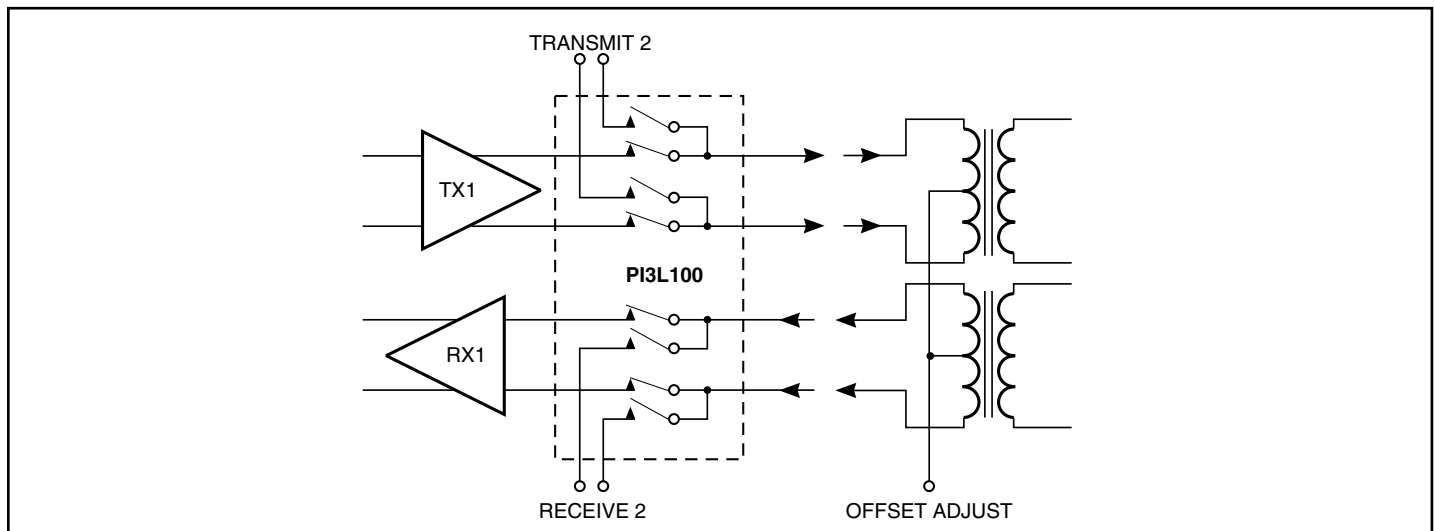 TRANSMIT 2
TX1
PI3L100
RX1
RECEIVE 2
OFFSET ADJUST